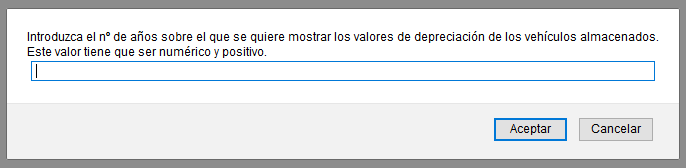 Introduzca el nº de años sobre el que se quiere mostrar los valores de depreciación de los vehículos almacenados.
Este valor tiene que ser numérico y positivo.
Aceptar
Cancelar